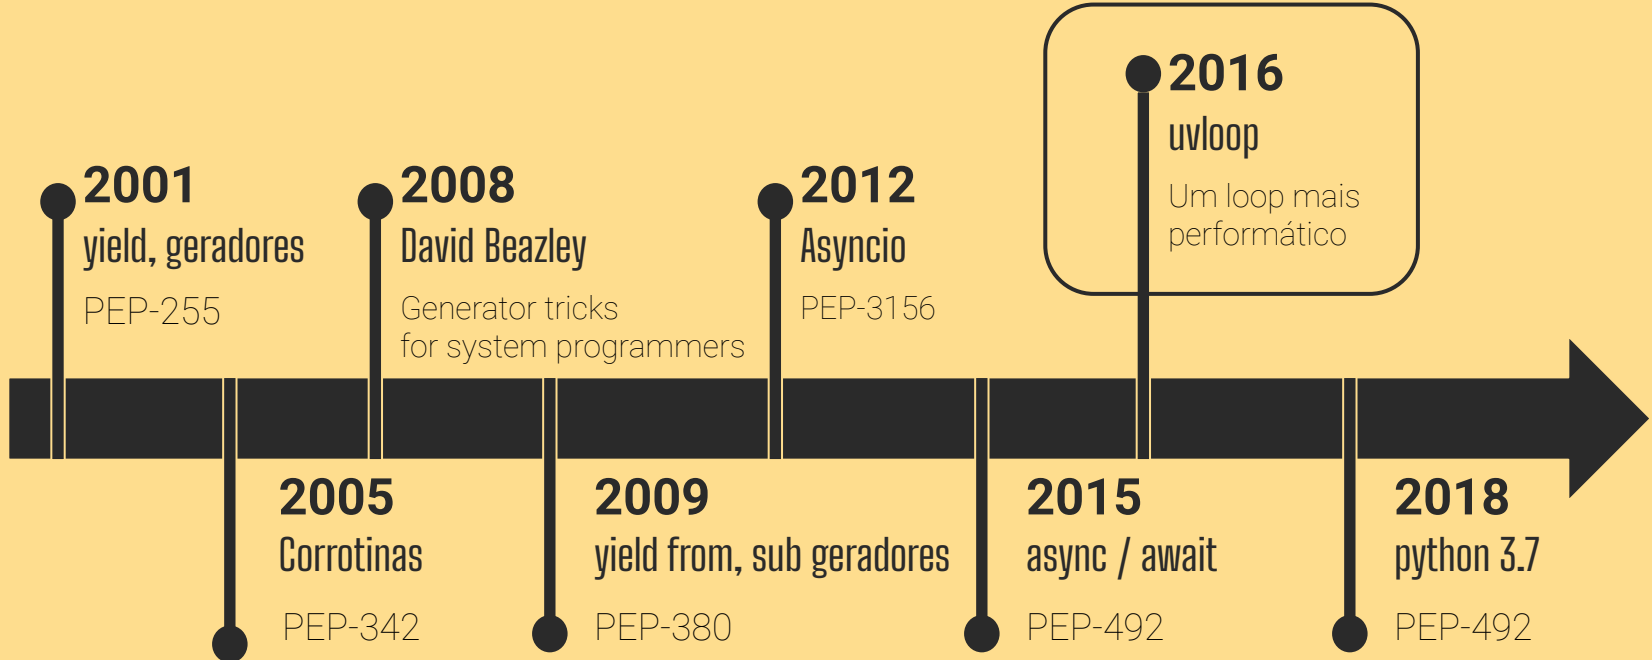 2001
yield, geradores
PEP-255
2005
Corrotinas
PEP-342
2008
David Beazley
Generator tricks
for system programmers
2009
yield from, sub geradores
PEP-380
2012
Asyncio
PEP-3156
2015
async / await
PEP-492
2016
uvloop
Um loop mais
performático
2018
python 3.7
PEP-492